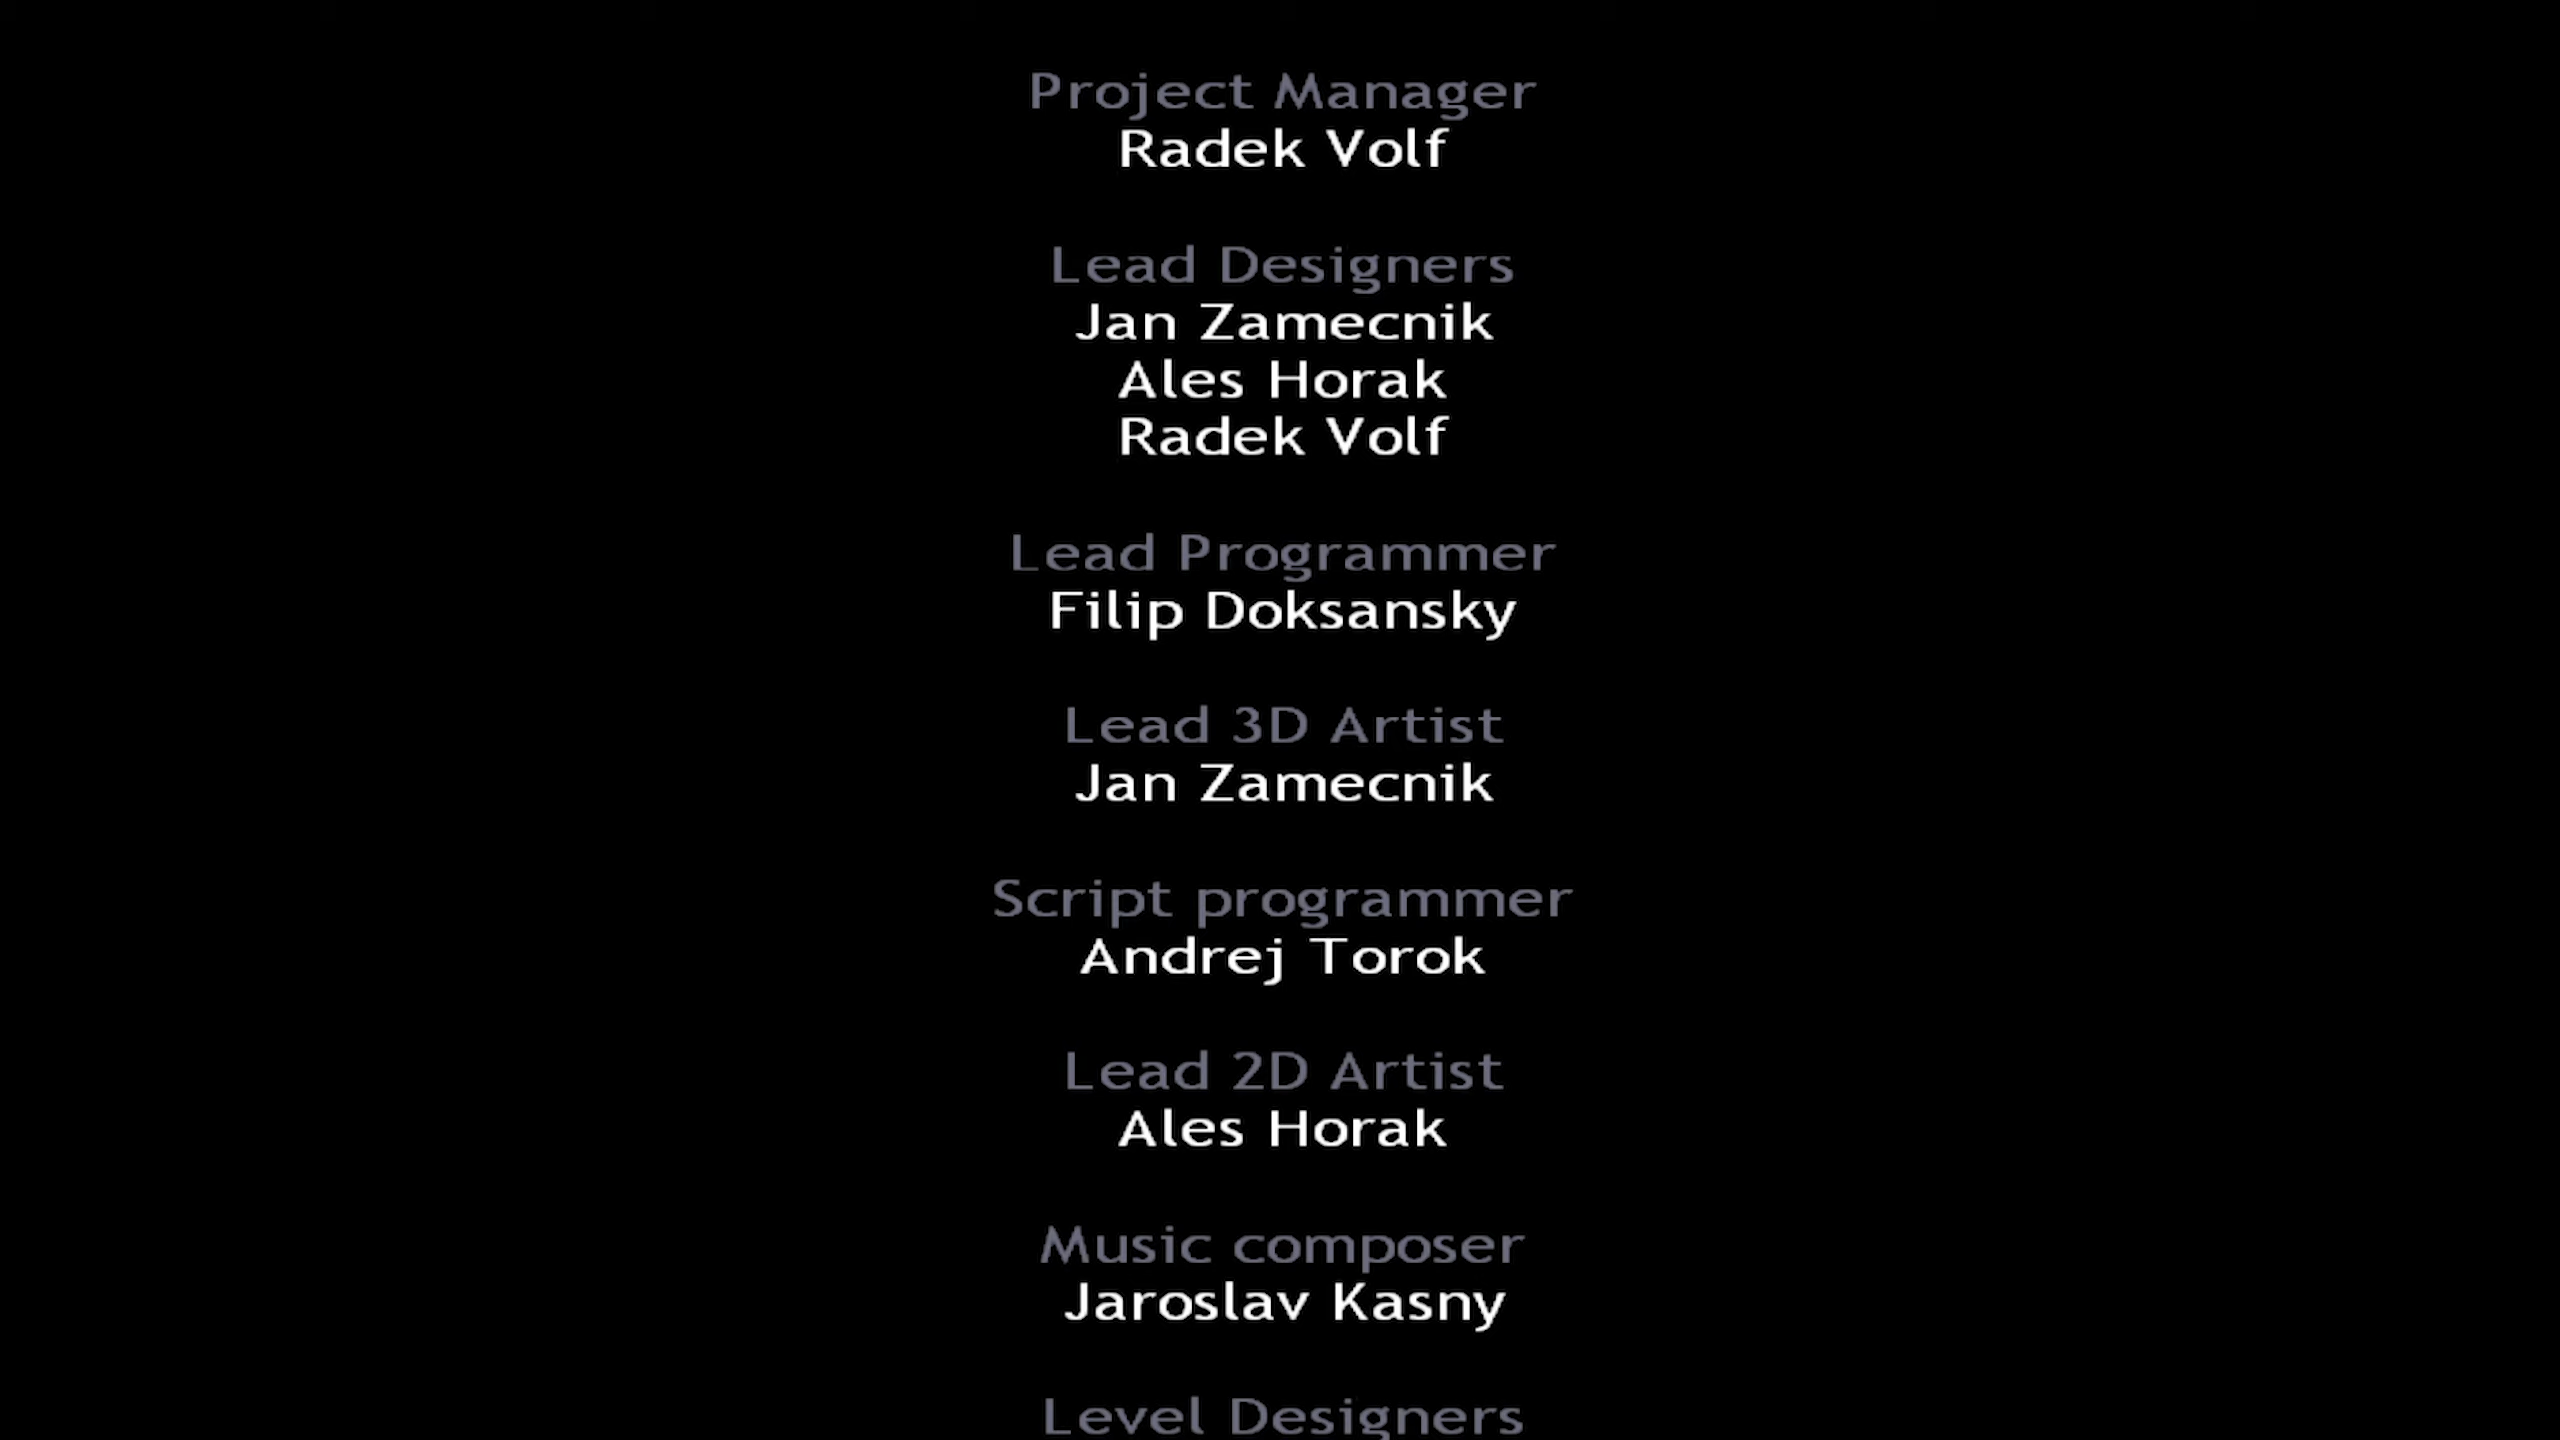 Project Manager
Radek Volf
Lead Designers
Jan Zamecnik
Ales Horak
Radek Volf
Lead Programmer
Filip Doksansky
Lead 3D Artist
Jan Zamecnik
Script programmer
Andrej Torok
Lead 2D Artist
Ales Horak
Music composer
Jaroslav Kasny
Level Designers